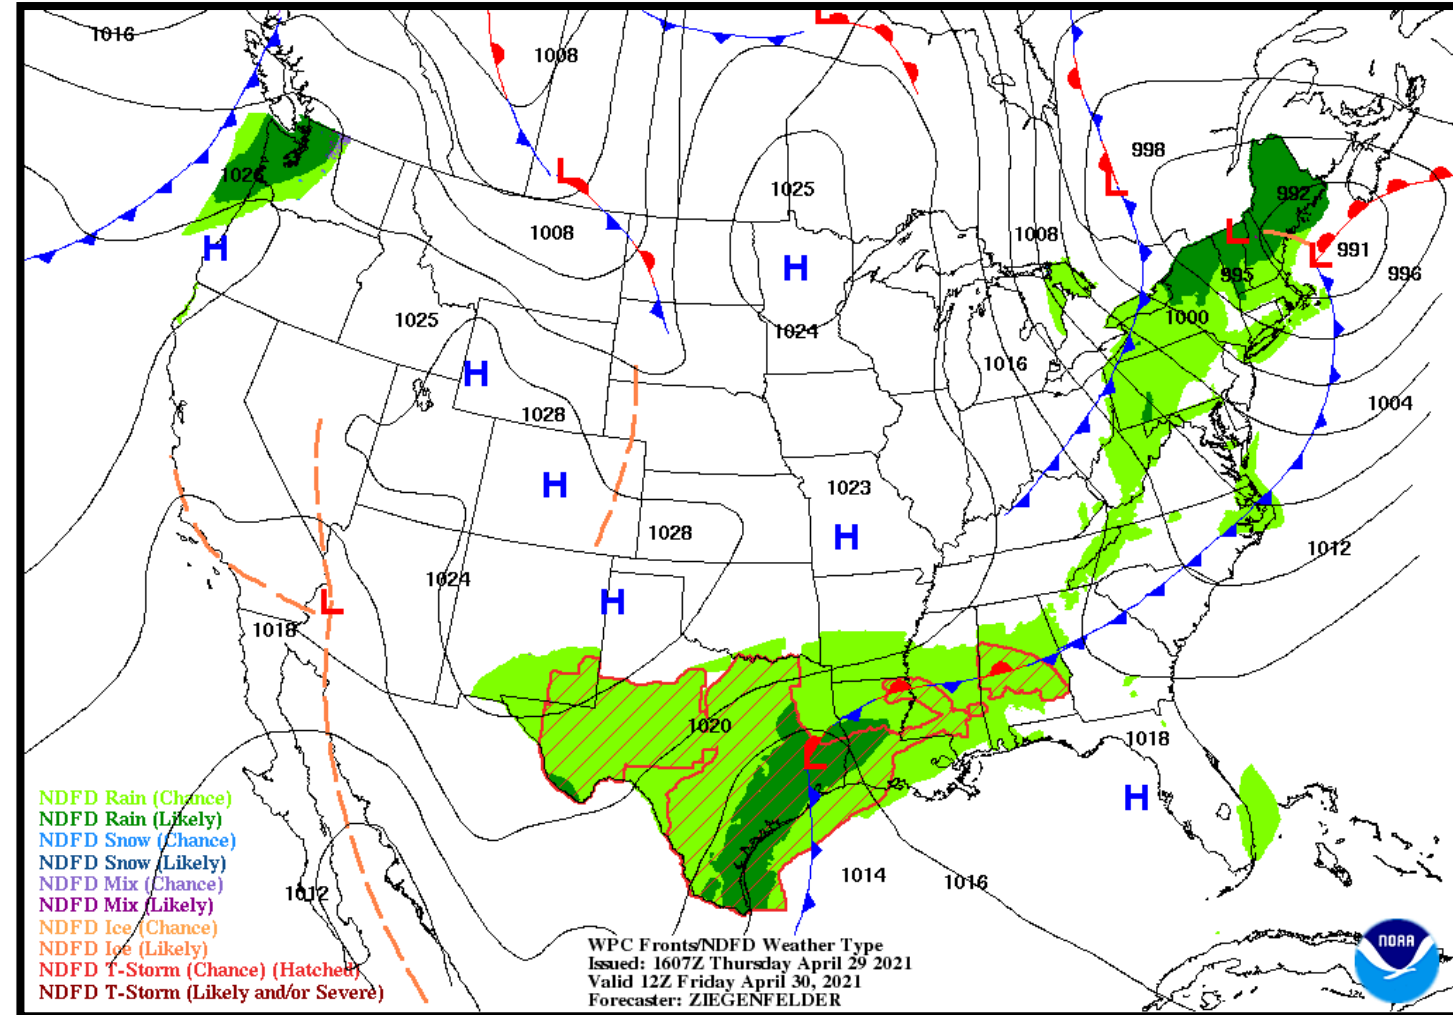 1016
1008
998
1026
1025
992
1008
1008
L
L
L
L
L
991
995
996
H
H
1025
1024
1000
1016
H
1028
1004
H
1023
1028
H
1012
1024
H
L
1018
1020
1018
L
H
1014
1016
1012
NDFD Rain (Chance)
NDFD Rain (Likely)
NDFD Snow (Chance)
NDFD Snow (Likely)
NDFD Mix (Chance)
NDFD Mix (Likely)
NDFD Ice (Chance)
NDFD Ice (Likely)
NDFD T-Storm (Chance) (Hatched)
NDFD T-Storm (Likely and/or Severe)
WPC Fronts/NDFD Weather Type
Issued: 1607Z Thursday April 29 2021
Valid 12Z Friday April 30, 2021
Forecaster: ZIEGENFELDER
NOAA